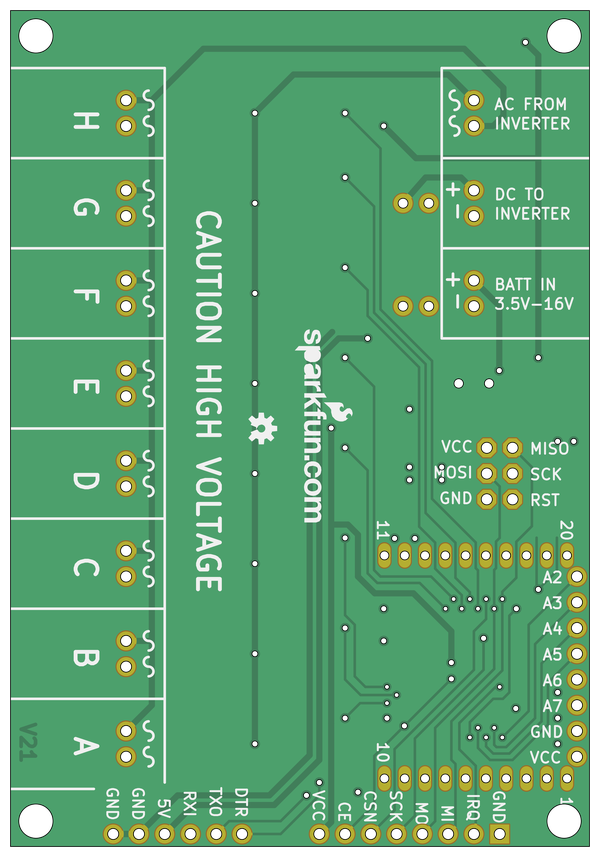 H
G
F
E
D
C
B
A
V21
CAUTION HIGH VOLTAGE
sparkfun.com
AC FROM
INVERTER
+
DC TO
INVERTER
+
BATT IN
3.5V-16V
VCC
MISO
MOSI
SCK
GND
RST
11
20
A2
A3
A4
A5
A6
A7
GND
VCC
10
1
GND
GND
5V
RXI
TXO
DTR
VCC
CE
CSN
SCK
MO
MI
IRQ
GND